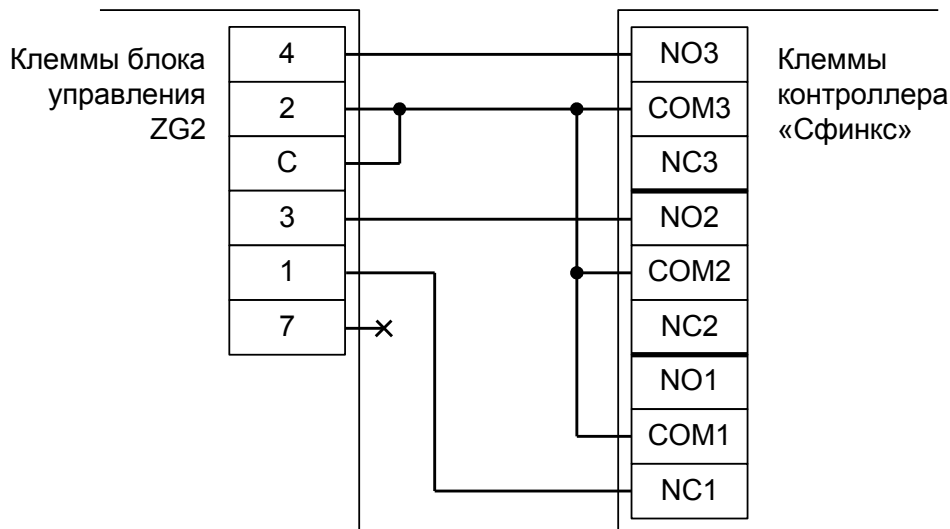 Клеммы блока
управления
ZG2
4
2
C
3
1
7
NO3
COM3
NC3
NO2
COM2
NC2
NO1
COM1
NC1
Клеммы
контроллера
«Сфинкс»